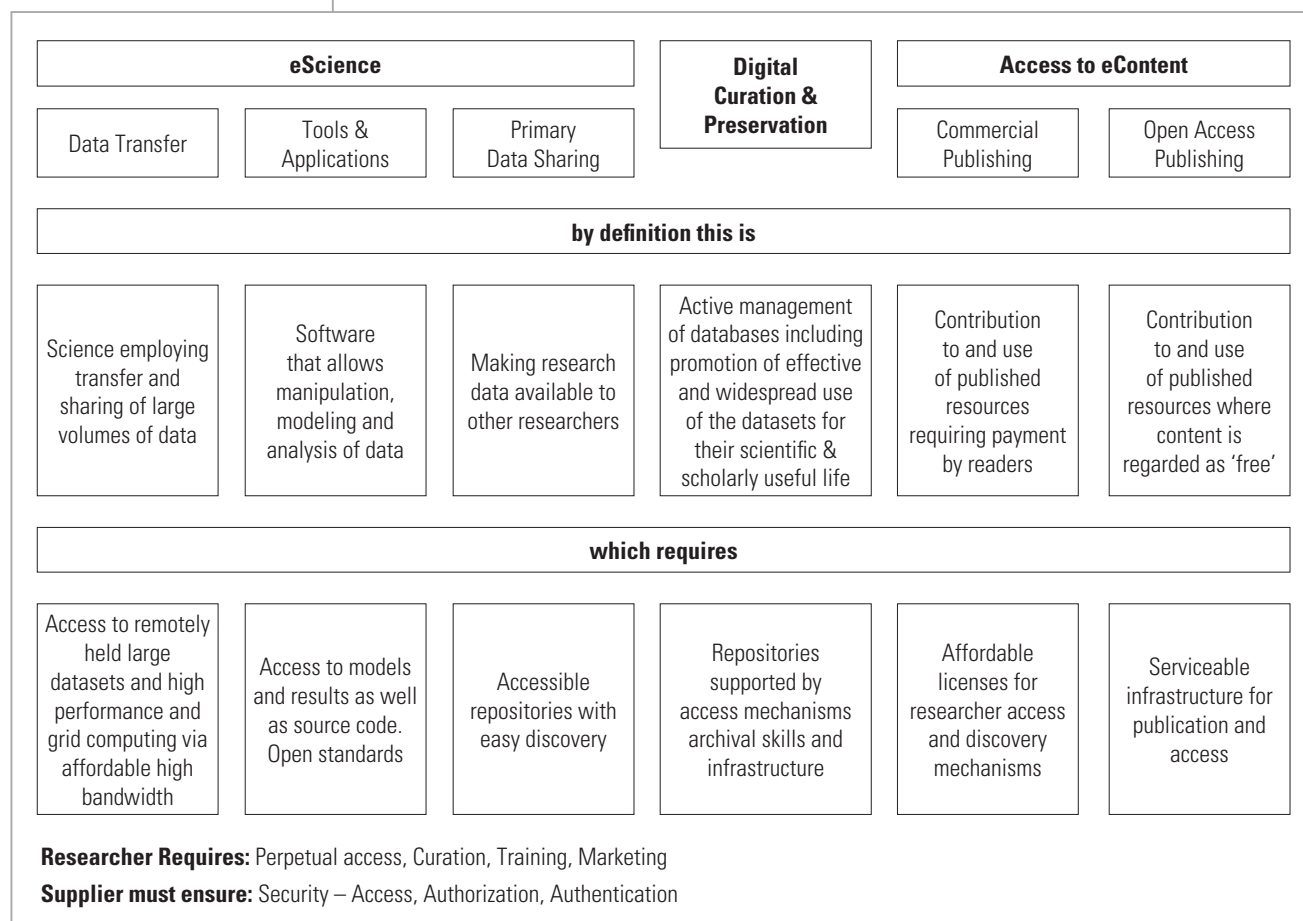 eScience
Digital
Curation &
Preservation
Access to eContent
Data Transfer
Tools &
Applications
Primary
Data Sharing
Commercial
Publishing
Open Access
Publishing
by definition this is
Science employing
transfer and
sharing of large
volumes of data
Software
that allows
manipulation,
modeling and
analysis of data
Making research
data available to
other researchers
Active management
of databases including
promotion of effective
and widespread use
of the datasets for
their scientific &
scholarly useful life
Contribution
to and use
of published
resources
requiring payment
by readers
Contribution
to and use
of published
resources where
content is
regarded as ‘free’
which requires
Access to remotely
held large
datasets and high
performance and
grid computing via
affordable high
bandwidth
Access to models
and results as well
as source code.
Open standards
Accessible
repositories with
easy discovery
Repositories
supported by
access mechanisms
archival skills and
infrastructure
Affordable
licenses for
researcher access
and discovery
mechanisms
Serviceable
infrastructure for
publication and
access
Researcher Requires: Perpetual access, Curation, Training, Marketing
Supplier must ensure: Security – Access, Authorization, Authentication